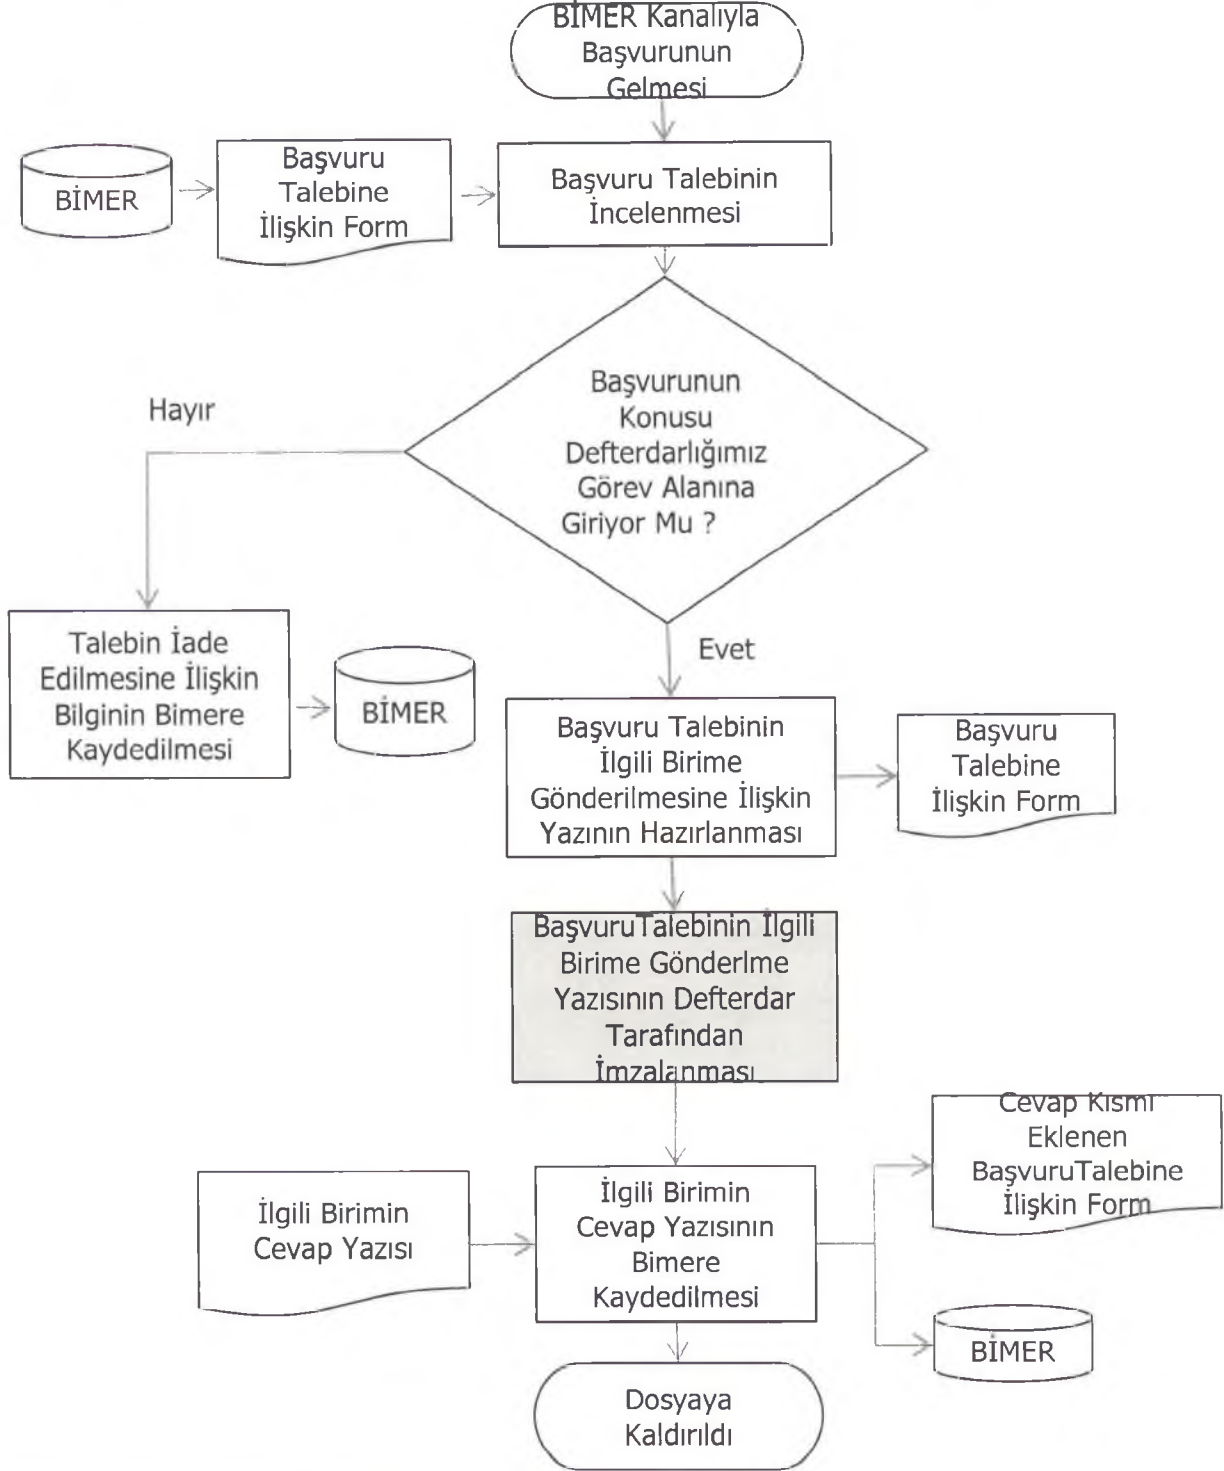 BİMER Kanalıyla
Başvurunun
Gelmesi
BİMER
Başvuru
Talebine
İlişkin Form
Başvuru Talebinin
İncelenmesi
Başvurunun
Konusu
Defterdarlığımız
Görev Alanına
Giriyor Mu ?
Hayır
Evet
Talebin İade
Edilmesine İlişkin
Bilginin Bimere
Kaydedilmesi
BİMER
Başvuru Talebinin
İlgili Birime
Gönderilmesine İlişkin
Yazının Hazırlanması
Başvuru
Talebine
İlişkin Form
BaşvuruTalebinin İlgili
Birime Gönderlme
Yazısının Defterdar
Tarafından
İmzalanması
İlgili Birimin
Cevap Yazısı
İlgili Birimin
Cevap Yazısının
Bimere
Kaydedilmesi
Cevap Kısmı
Eklenen
BaşvuruTalebine
İlişkin Form
BİMER
Dosyaya
Kaldırıldı